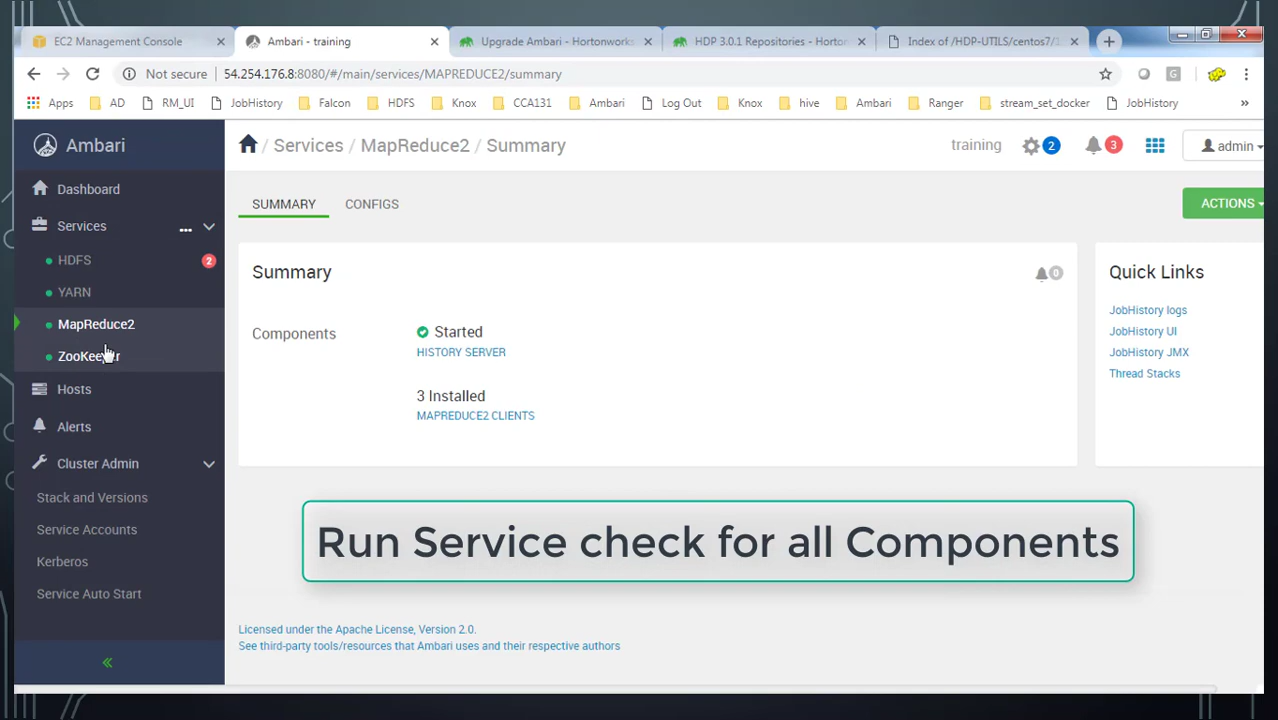 EC2 Management Console
Ambari - training
Upgrade Ambari - Hortonworks
HDP 3.0.1 Repositories - Horto
Index of /HDP-UTILS/centos7/1
Not secure
54.254.176.8:8080/#/main/services/MAPREDUCE2/summary
G
Apps
AD
RM_UI
JobHistory
Falcon
HDFS
Knox
CCA131
Ambari
Log Out
Knox
hive
Ambari
Ranger
stream_set_docker
JobHistory
»
Ambari
/ Services / MapReduce2 / Summary
training
2
3
admin
Dashboard
Services
...
HDFS
2
YARN
MapReduce2
ZooKeeper
Hosts
Alerts
Cluster Admin
Stack and Versions
Service Accounts
Kerberos
Service Auto Start
«
SUMMARY
CONFIGS
ACTIONS
Summary
0
Components
Started
HISTORY SERVER
3 Installed
MAPREDUCE2 CLIENTS
Quick Links
JobHistory logs
JobHistory UI
JobHistory JMX
Thread Stacks
Run Service check for all Components
Licensed under the Apache License, Version 2.0.
See third-party tools/resources that Ambari uses and their respective authors